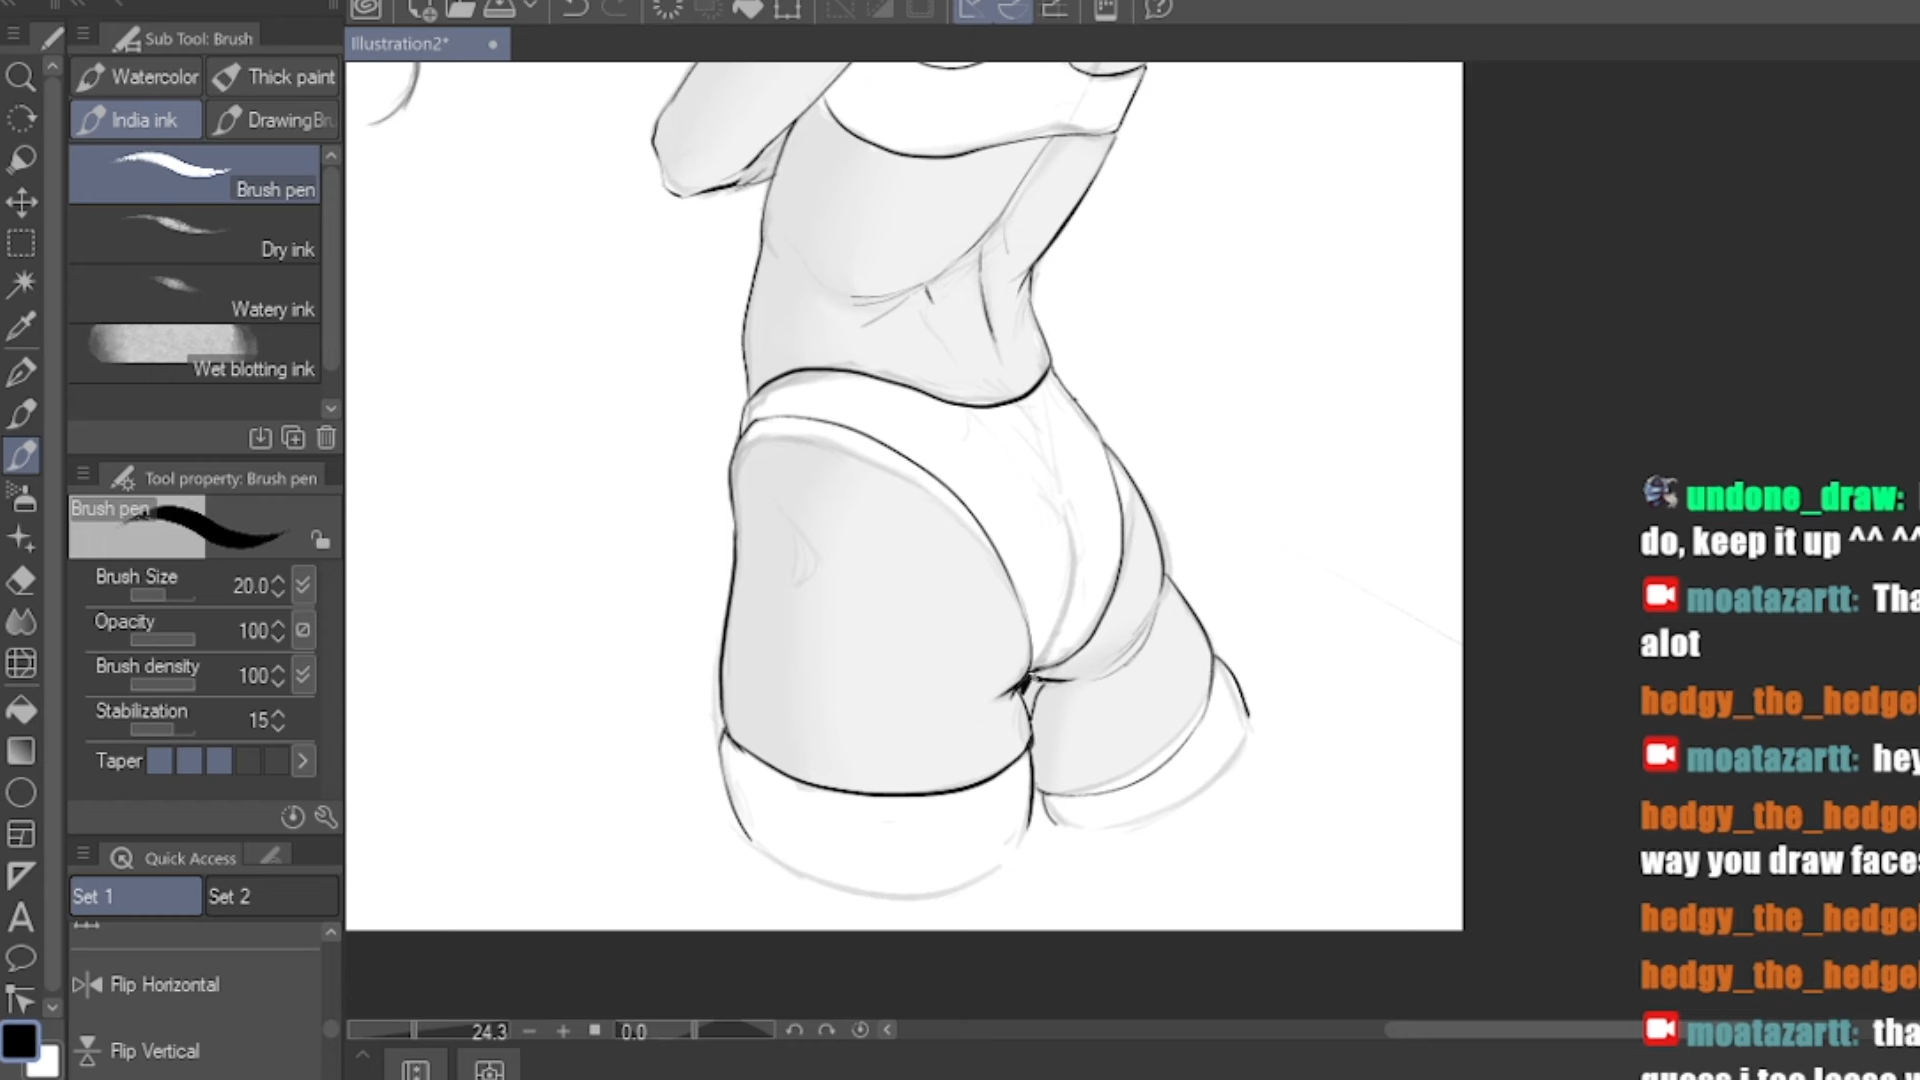 Sub Tool: Brush
Illustration2*
Watercolor
Thick paint
India ink
Brush pen
Dry ink
Watery ink
Wet blotting ink
Tool property: Brush pen
Brush pen
Brush Size 20.0
Opacity 100
Brush density 100
Stabilization 15
Taper
Quick Access
Set 1
Set 2
Flip Horizontal
Flip Vertical
24.3
0.0
undone_draw:
do, keep it up ^^ ^^
moatazartt:
alot
moatazartt: hey
way you draw
moatazartt: